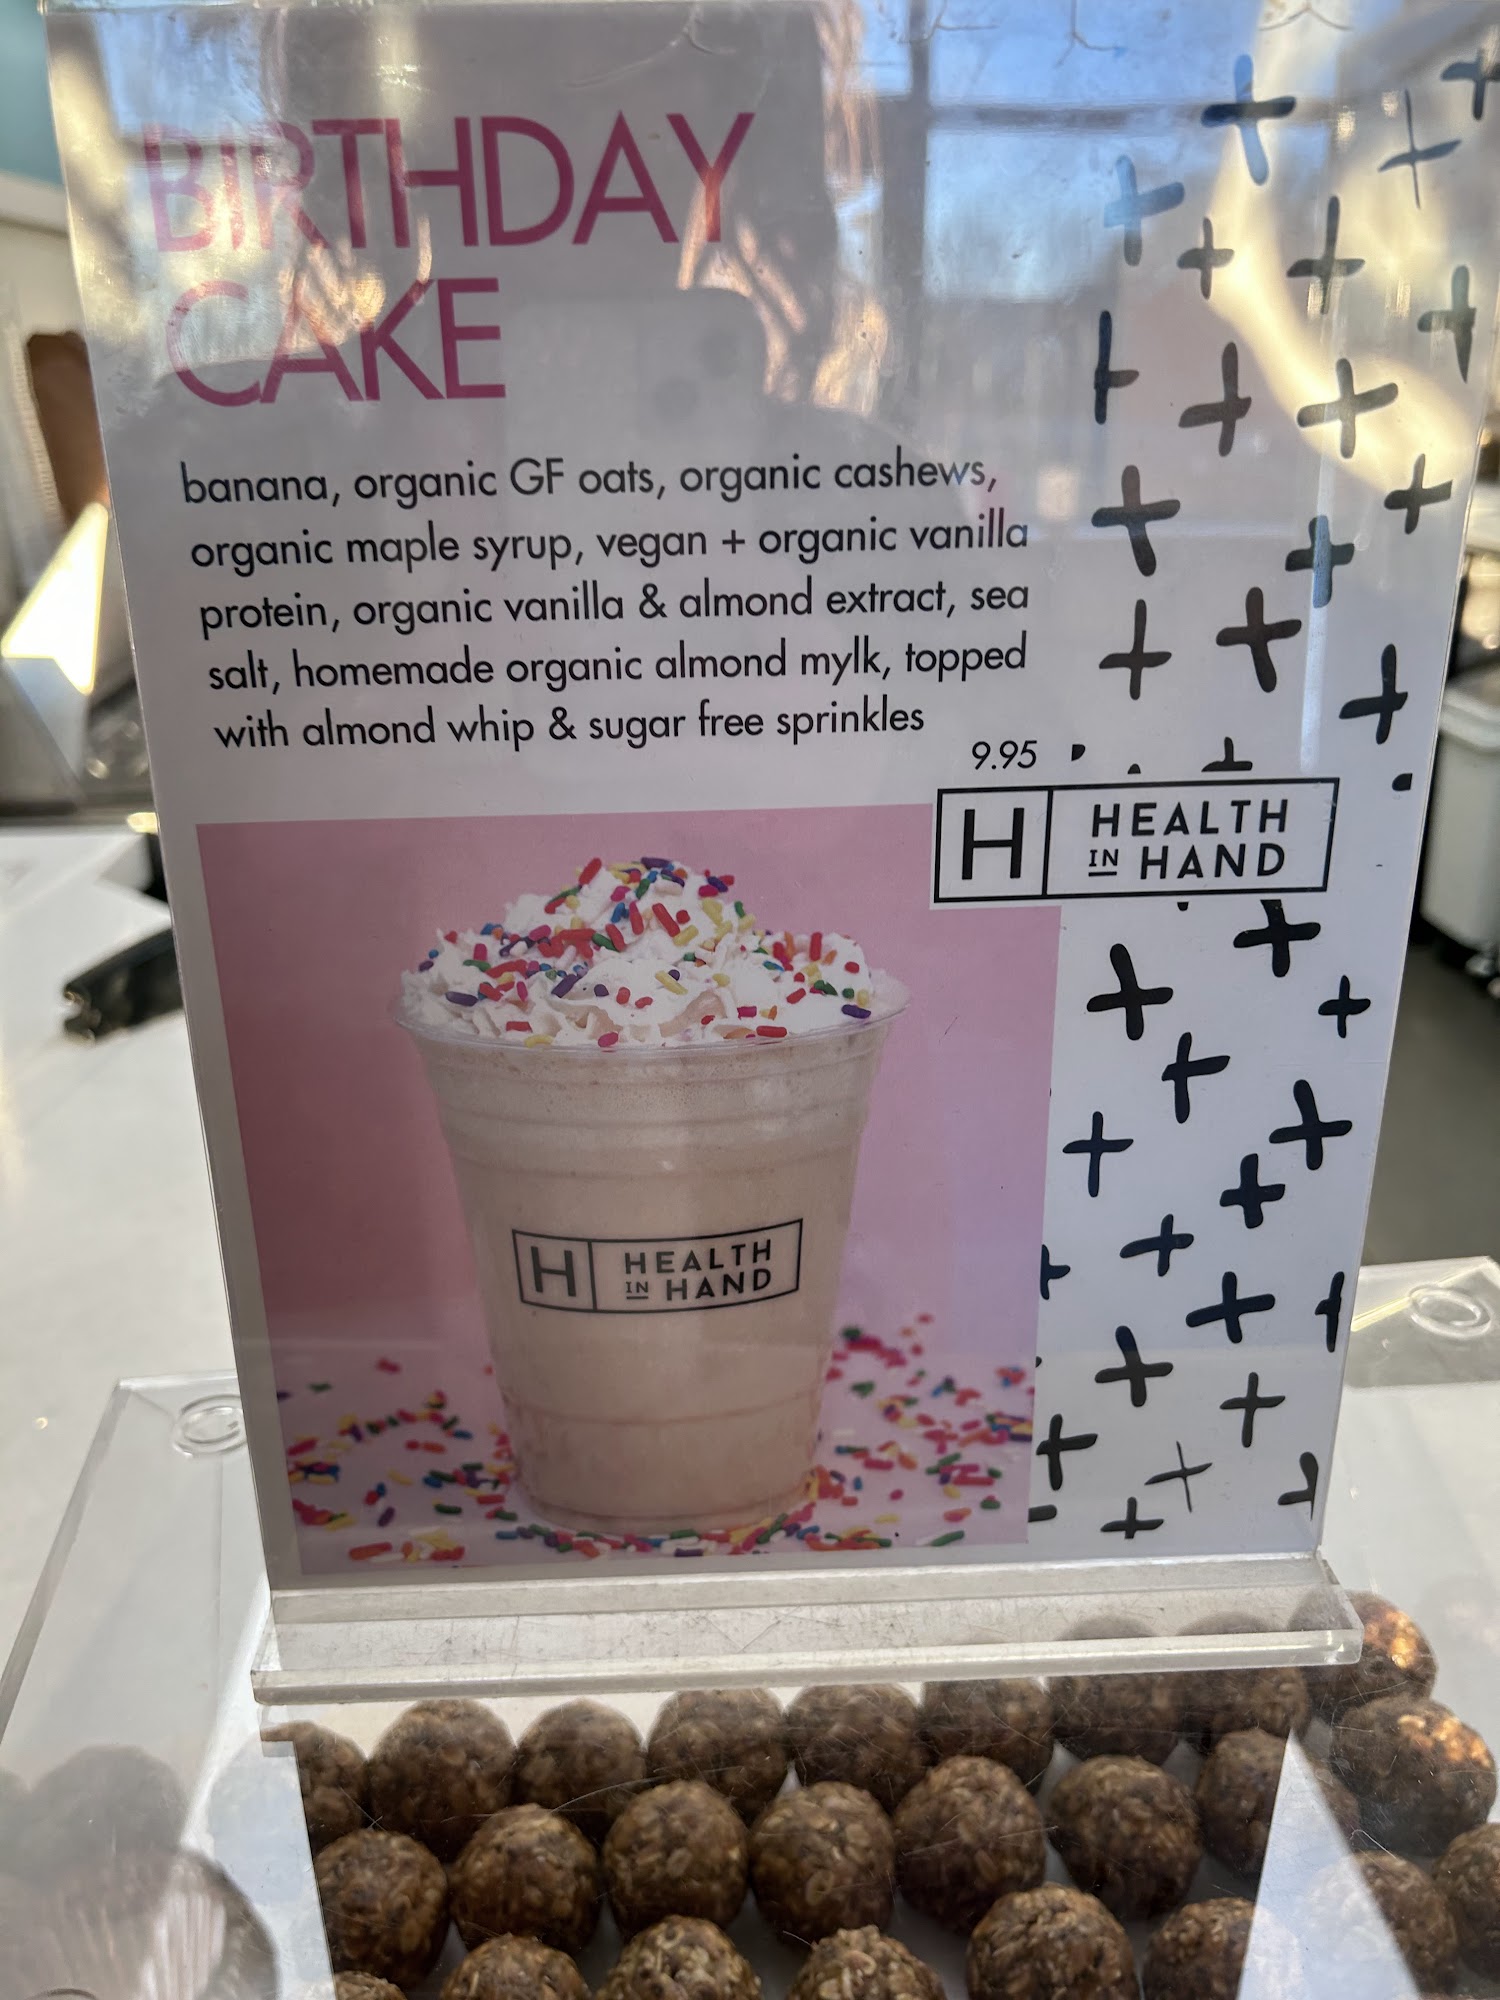 BIRTHDAY
CAKE
banana, organic GF oats, organic cashews,
organic maple syrup, vegan + organic vanilla
protein, organic vanilla & almond extract, sea
salt, homemade organic almond mylk, topped
with almond whip & sugar free sprinkles
9.95
H HEALTH
IN HAND
H HEALTH
IN HAND